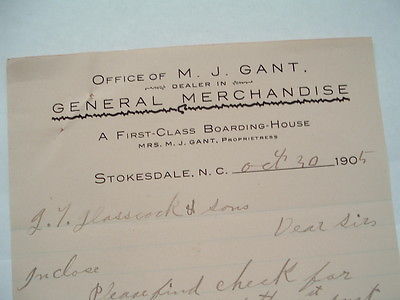 OFFICE OF M. J. GANT,
DEALER IN
GENERAL MERCHANDISE
A FIRST-CLASS BOARDING-HOUSE
MRS. M. J. GANT, PROPRIETRESS
STOKESDALE, N. C. Oct 30 1905
Glasscock & sons
Dear Sirs
Inclose
Please find check for